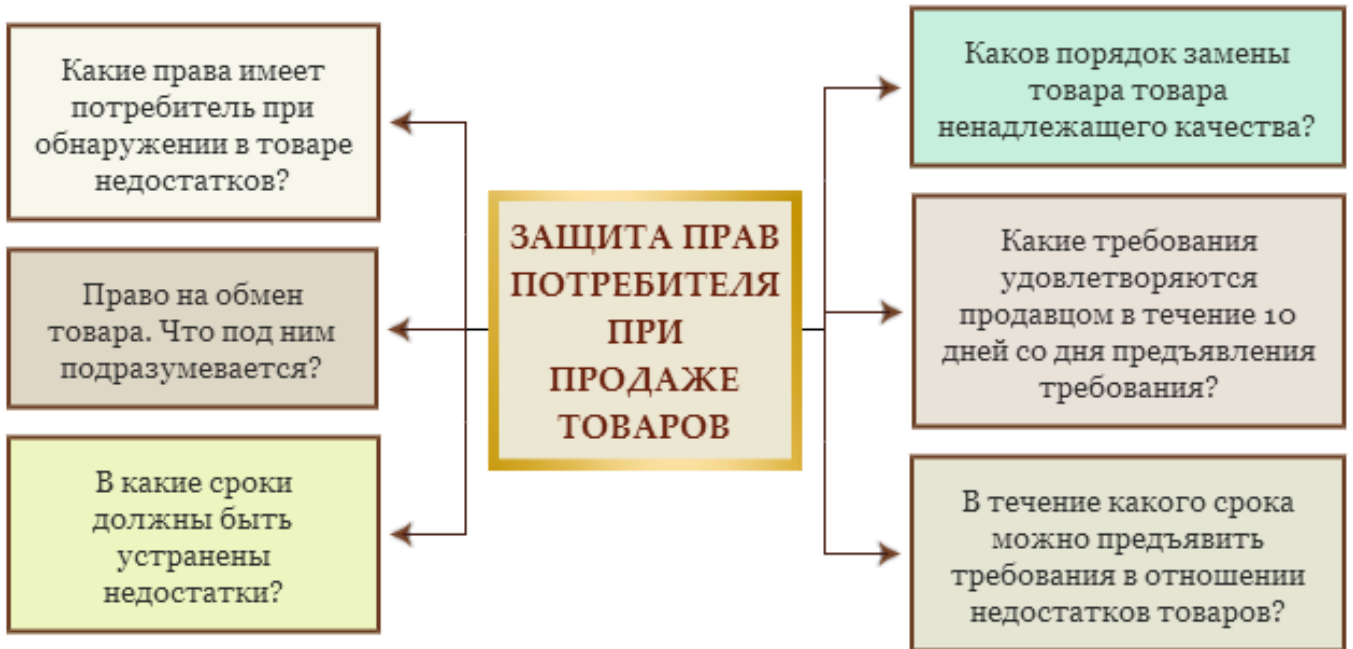 Какие права имеет
потребитель при
обнаружении в товаре
недостатков?
Право на обмен
товара. Что под ним
подразумевается?
В какие сроки
должны быть
устранены
недостатки?
ЗАЩИТА ПРАВ
ПОТРЕБИТЕЛЯ
ПРИ
ПРОДАЖЕ
ТОВАРОВ
Каков порядок замены
товара товара
ненадлежащего качества?
Какие требования
удовлетворяются
продавцом в течение 10
дней со дня предъявления
требования?
В течение какого срока
можно предъявить
требования в отношении
недостатков товаров?